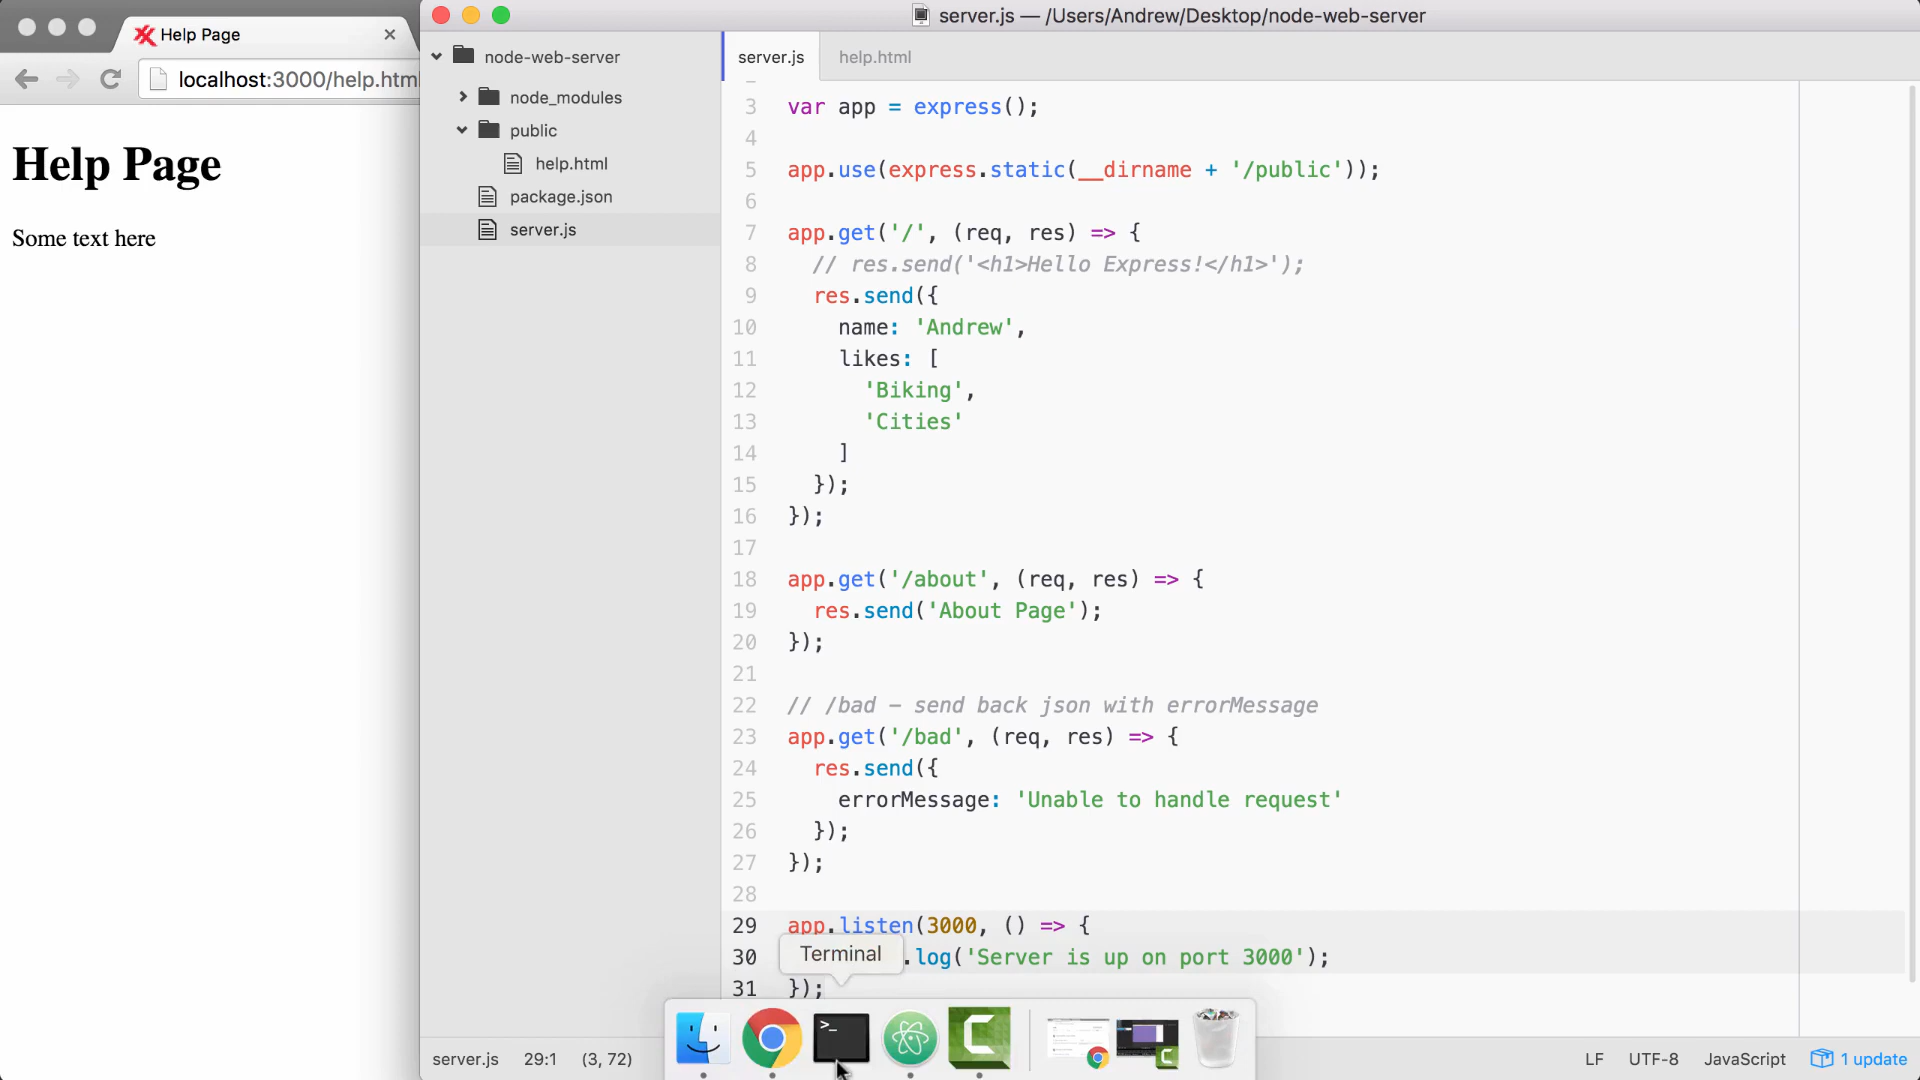 Help Page
localhost:3000/help.htm
Help Page
Some text here
server.js — /Users/Andrew/Desktop/node-web-server
node-web-server
node_modules
public
help.html
package.json
server.js
server.js
help.html
3 var app = express();
4
5 app.use(express.static(__dirname + '/public'));
6
7 app.get('/', (req, res) => {
8 // res.send('<h1>Hello Express!</h1>');
9 res.send({
10 name: 'Andrew',
11 likes: [
12 'Biking',
13 'Cities'
14 ]
15 });
16 });
17
18 app.get('/about', (req, res) => {
19 res.send('About Page');
20 });
21
22 // /bad - send back json with errorMessage
23 app.get('/bad', (req, res) => {
24 res.send({
25 errorMessage: 'Unable to handle request'
26 });
27 });
28
29 app.listen(3000, () => {
30 .log('Server is up on port 3000');
31 });
Terminal
server.js 29:1 (3, 72)
LF UTF-8 JavaScript 1 update